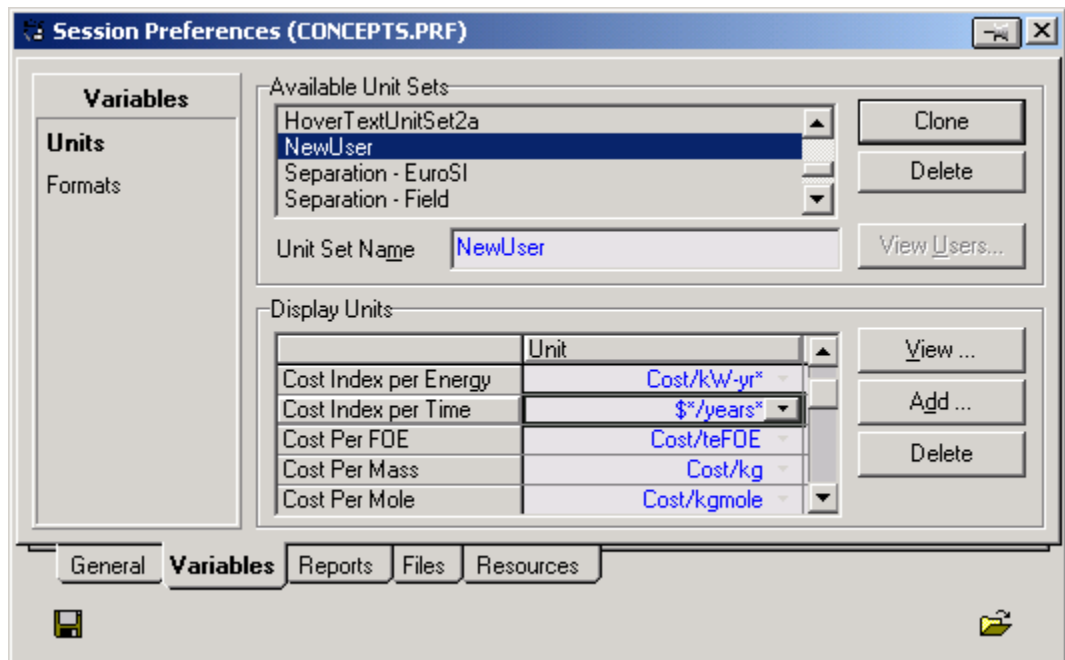 Session Preferences (CONCEPTS.PRF)
Variables
Units
Formats
Available Unit Sets
HoverTextUnitSet2a
NewUser
Separation - EuroSI
Separation - Field
Unit Set Name NewUser
Clone
Delete
View Users...
Display Units
Unit
Cost Index per Energy Cost/kW-yr*
Cost Index per Time $*/years*
Cost Per FOE Cost/teFOE
Cost Per Mass Cost/kg
Cost Per Mole Cost/kgmole
View ...
Add ...
Delete
General Variables Reports Files Resources